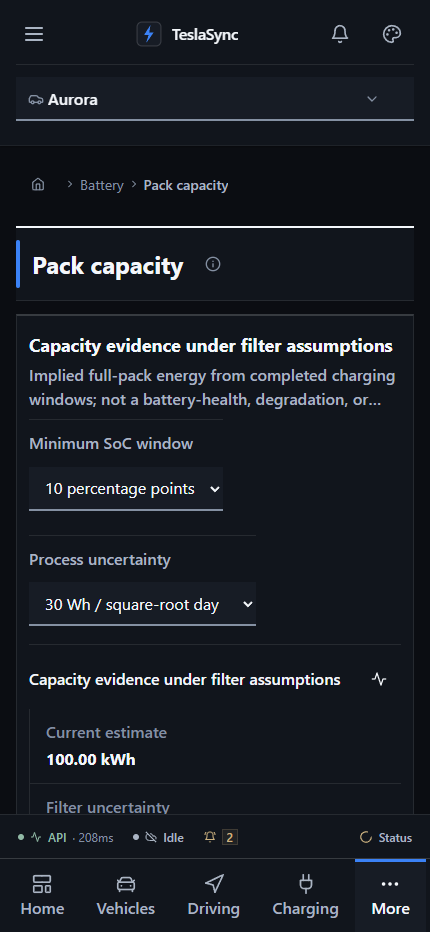 TeslaSync
Aurora
Battery
Pack capacity
Pack capacity
Capacity evidence under filter assumptions
Implied full-pack energy from completed charging
windows; not a battery-health, degradation, or...
Minimum SoC window
10 percentage points
Process uncertainty
30 Wh / square-root day
Capacity evidence under filter assumptions
Current estimate
100.00 kWh
Filter uncertainty
API · 208ms
Idle
2
Status
Home
Vehicles
Driving
Charging
More